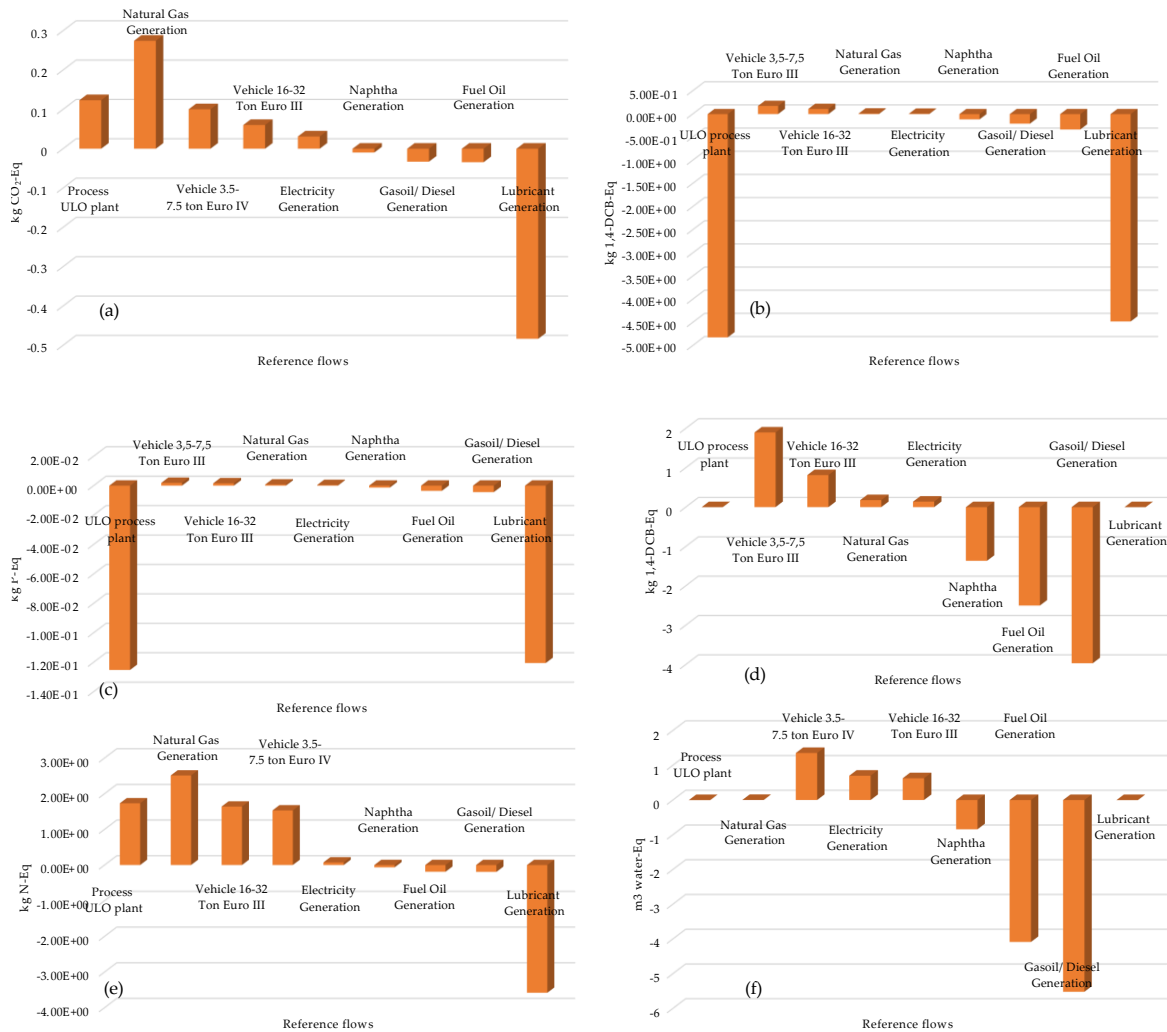 Natural Gas
Generation
Vehicle 16-32
Ton Euro III
Naphtha
Generation
Fuel Oil
Generation
0.3
0.2
0.1
0
-0.1
-0.2
-0.3
-0.4
-0.5
kg CO₂-Eq
Process
ULO plant
Vehicle 3.5-
7.5 ton Euro IV
Electricity
Generation
Gasoil/ Diesel
Generation
Lubricant
Generation
(a)
Reference flows
Vehicle 3,5-7,5
Ton Euro III
Natural Gas
Generation
Naphtha
Generation
Fuel Oil
Generation
5.00E-01
0.00E+00
-5.00E-01
-1.00E+00
-1.50E+00
-2.00E+00
-2.50E+00
-3.00E+00
-3.50E+00
-4.00E+00
-4.50E+00
-5.00E+00
kg 1,4-DCB-Eq
ULO process
plant
Vehicle 16-32
Ton Euro III
Electricity
Generation
Gasoil/ Diesel
Generation
Lubricant
Generation
(b)
Reference flows
Vehicle 3,5-7,5
Ton Euro III
Natural Gas
Generation
Naphtha
Generation
Gasoil/ Diesel
Generation
2.00E-02
0.00E+00
-2.00E-02
-4.00E-02
-6.00E-02
-8.00E-02
-1.00E-01
-1.20E-01
-1.40E-01
kg P-Eq
ULO process
plant
Vehicle 16-32
Ton Euro III
Electricity
Generation
Fuel Oil
Generation
Lubricant
Generation
(c)
Reference flows
ULO process
plant
Vehicle 16-32
Ton Euro III
Electricity
Generation
Gasoil/ Diesel
Generation
2
1
0
-1
-2
-3
-4
kg 1,4-DCB-Eq
Vehicle 3,5-7,5
Ton Euro III
Natural Gas
Generation
Naphtha
Generation
Fuel Oil
Generation
Lubricant
Generation
(d)
Reference flows
Natural Gas
Generation
Vehicle 3.5-
7.5 ton Euro IV
Naphtha
Generation
Gasoil/ Diesel
Generation
3.00E+00
2.00E+00
1.00E+00
0.00E+00
-1.00E+00
-2.00E+00
-3.00E+00
-4.00E+00
kg N-Eq
Process
ULO plant
Vehicle 16-32
Ton Euro III
Electricity
Generation
Fuel Oil
Generation
Lubricant
Generation
(e)
Reference flows
Process
ULO plant
Vehicle 3.5-
7.5 ton Euro IV
Vehicle 16-32
Ton Euro III
Fuel Oil
Generation
2
1
0
-1
-2
-3
-4
-5
-6
m3 water-Eq
Natural Gas
Generation
Electricity
Generation
Naphtha
Generation
Gasoil/ Diesel
Generation
Lubricant
Generation
(f)
Reference flows